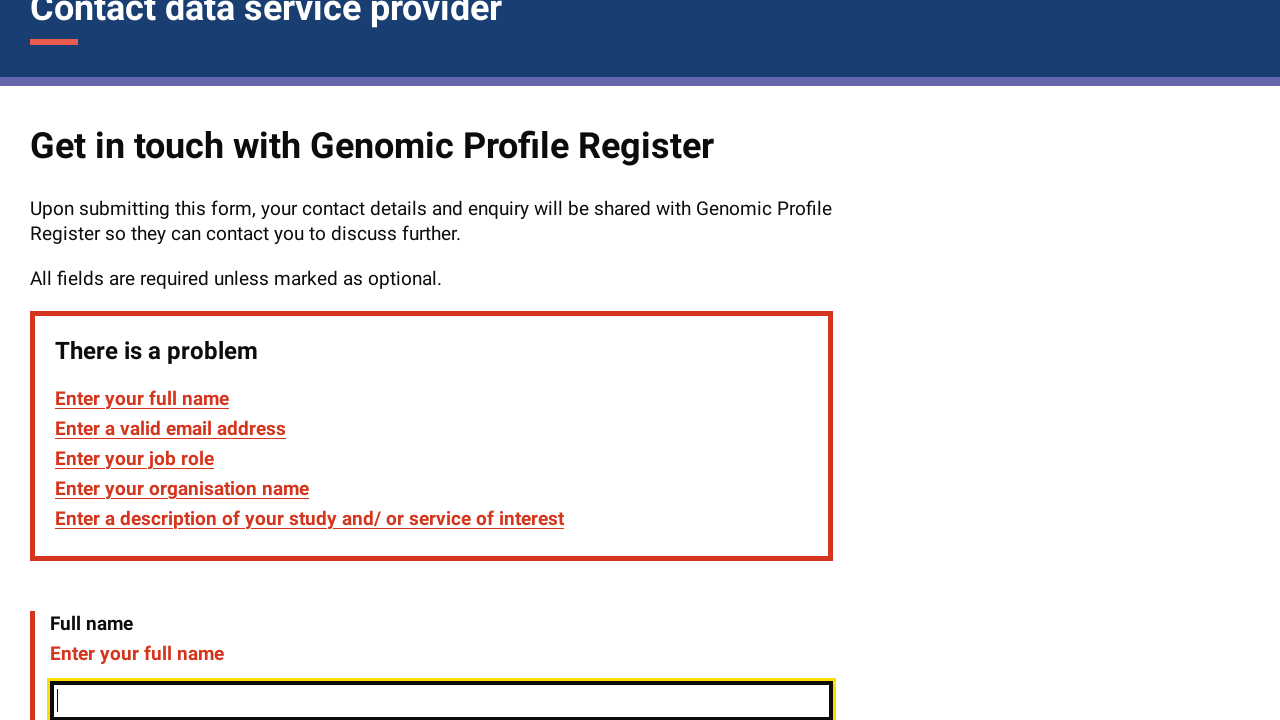 Contact data service provider
Get in touch with Genomic Profile Register
Upon submitting this form, your contact details and enquiry will be shared with Genomic Profile
Register so they can contact you to discuss further.
All fields are required unless marked as optional.
There is a problem
Enter your full name
Enter a valid email address
Enter your job role
Enter your organisation name
Enter a description of your study and/ or service of interest
Full name
Enter your full name